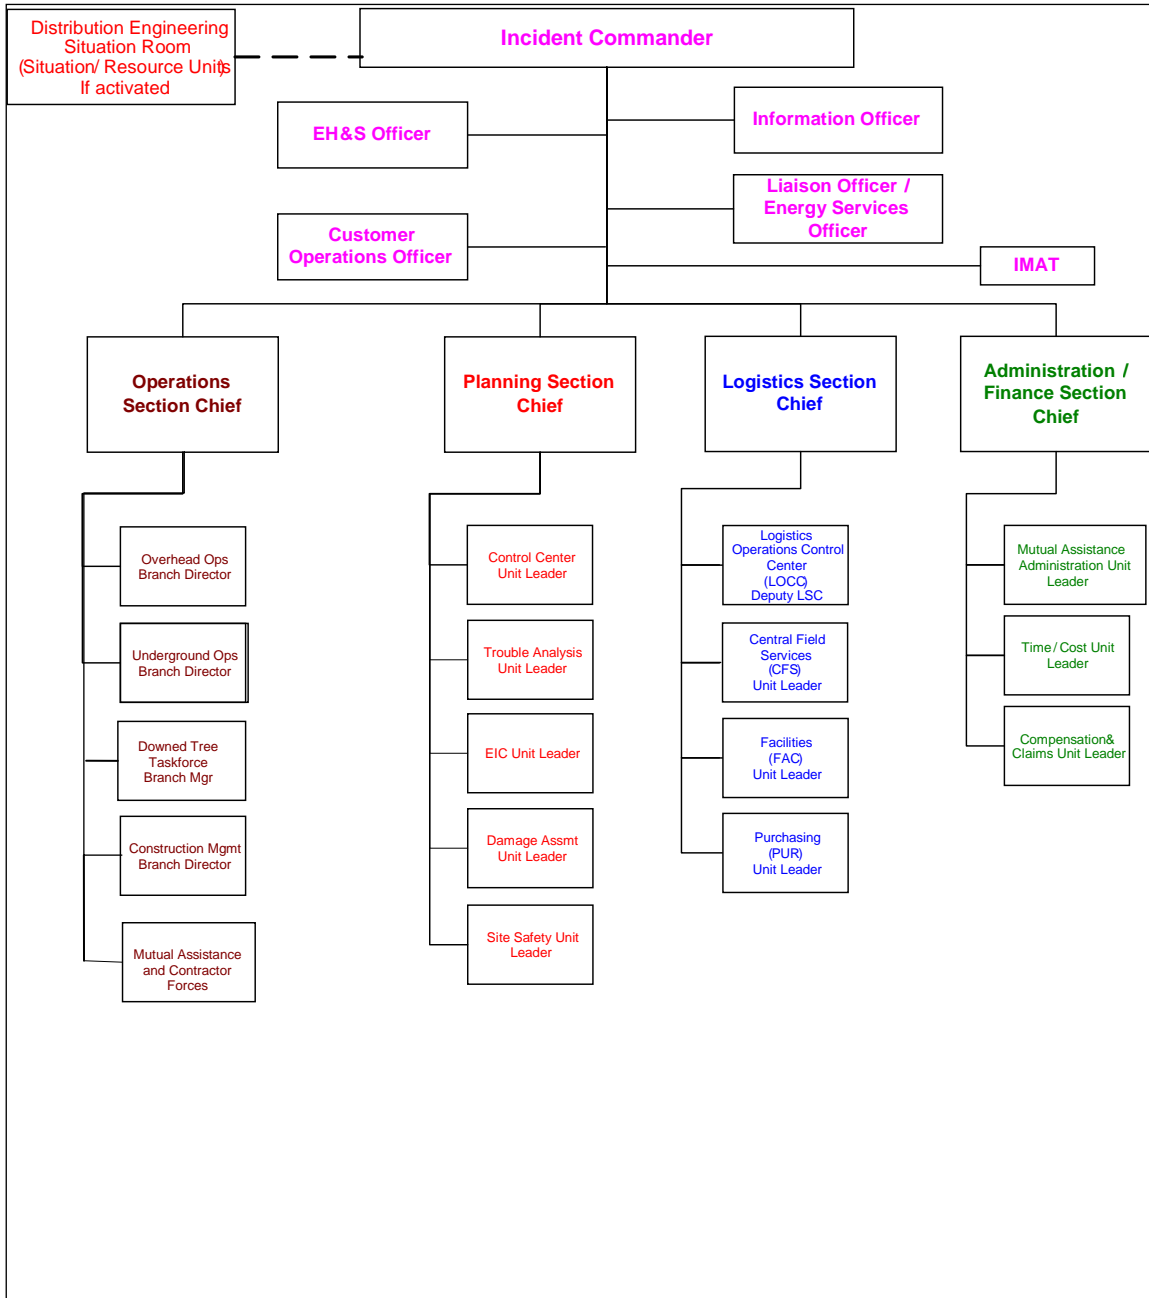 Distribution Engineering
Situation Room
(Situation/ Resource Units
If activated
Incident Commander
EH&S Officer
Information Officer
Liaison Officer /
Energy Services
Officer
Customer
Operations Officer
IMAT
Operations
Section Chief
Planning Section
Chief
Logistics Section
Chief
Administration /
Finance Section
Chief
Overhead Ops
Branch Director
Underground Ops
Branch Director
Downed Tree
Taskforce
Branch Mgr
Construction Mgmt
Branch Director
Mutual Assistance
and Contractor
Forces
Control Center
Unit Leader
Trouble Analysis
Unit Leader
EIC Unit Leader
Damage Assmt
Unit Leader
Site Safety Unit
Leader
Logistics
Operations Control
Center
(LOCC)
Deputy LSC
Central Field
Services
(CFS)
Unit Leader
Facilities
(FAC)
Unit Leader
Purchasing
(PUR)
Unit Leader
Mutual Assistance
Administration Unit
Leader
Time / Cost Unit
Leader
Compensation&
Claims Unit Leader